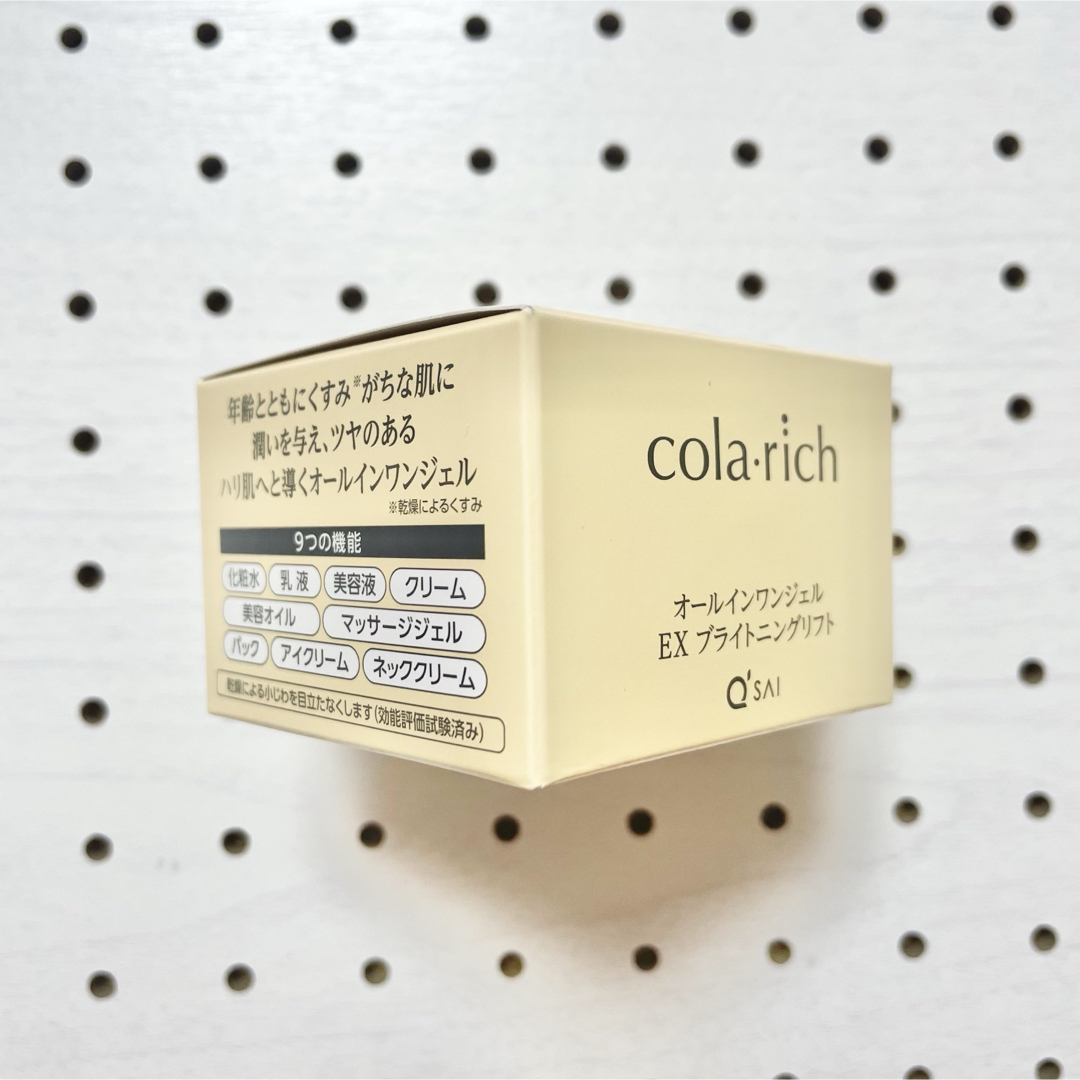 年齢とともにくすみ※がちな肌に
潤いを与え、ツヤのある
ハリ肌へと導くオールインワンジェル
※乾燥によるくすみ
9つの機能
化粧水 乳液 美容液 クリーム
美容オイル マッサージジェル
パック アイクリーム ネッククリーム
乾燥による小じわを目立たなくします(効能評価試験済み)
cola・rich
オールインワンジェル
EX ブライトニングリフト
Q'SAI